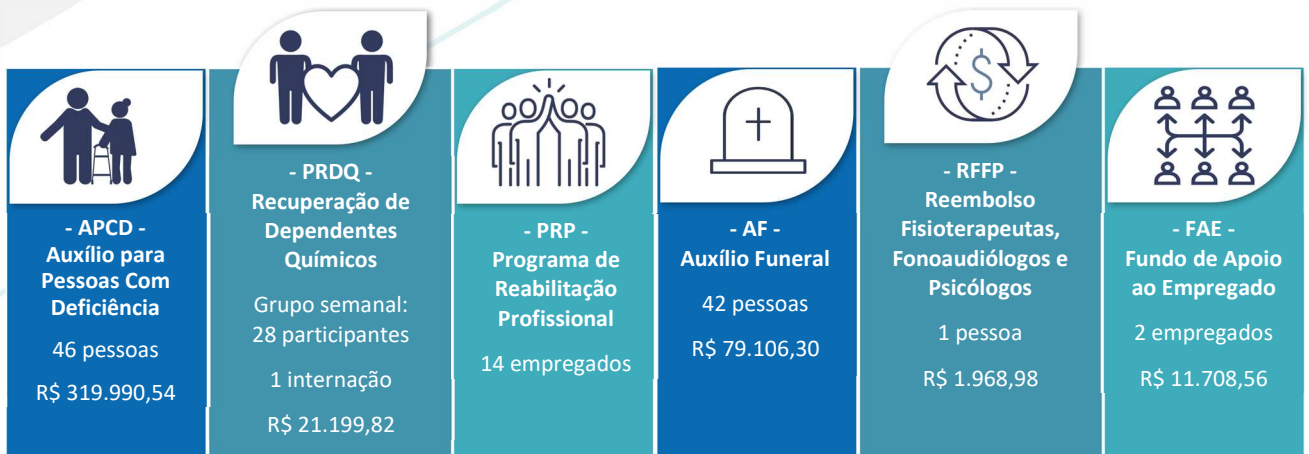 - APCD -
Auxílio para
Pessoas Com
Deficiência
46 pessoas
R$ 319.990,54
- PRDQ -
Recuperação de
Dependentes
Químicos
Grupo semanal:
28 participantes
1 internação
R$ 21.199,82
- PRP -
Programa de
Reabilitação
Profissional
14 empregados
- AF -
Auxílio Funeral
42 pessoas
R$ 79.106,30
$
- RFFP -
Reembolso
Fisioterapeutas,
Fonoaudiólogos e
Psicólogos
1 pessoa
R$ 1.968,98
- FAE -
Fundo de Apoio
ao Empregado
2 empregados
R$ 11.708,56